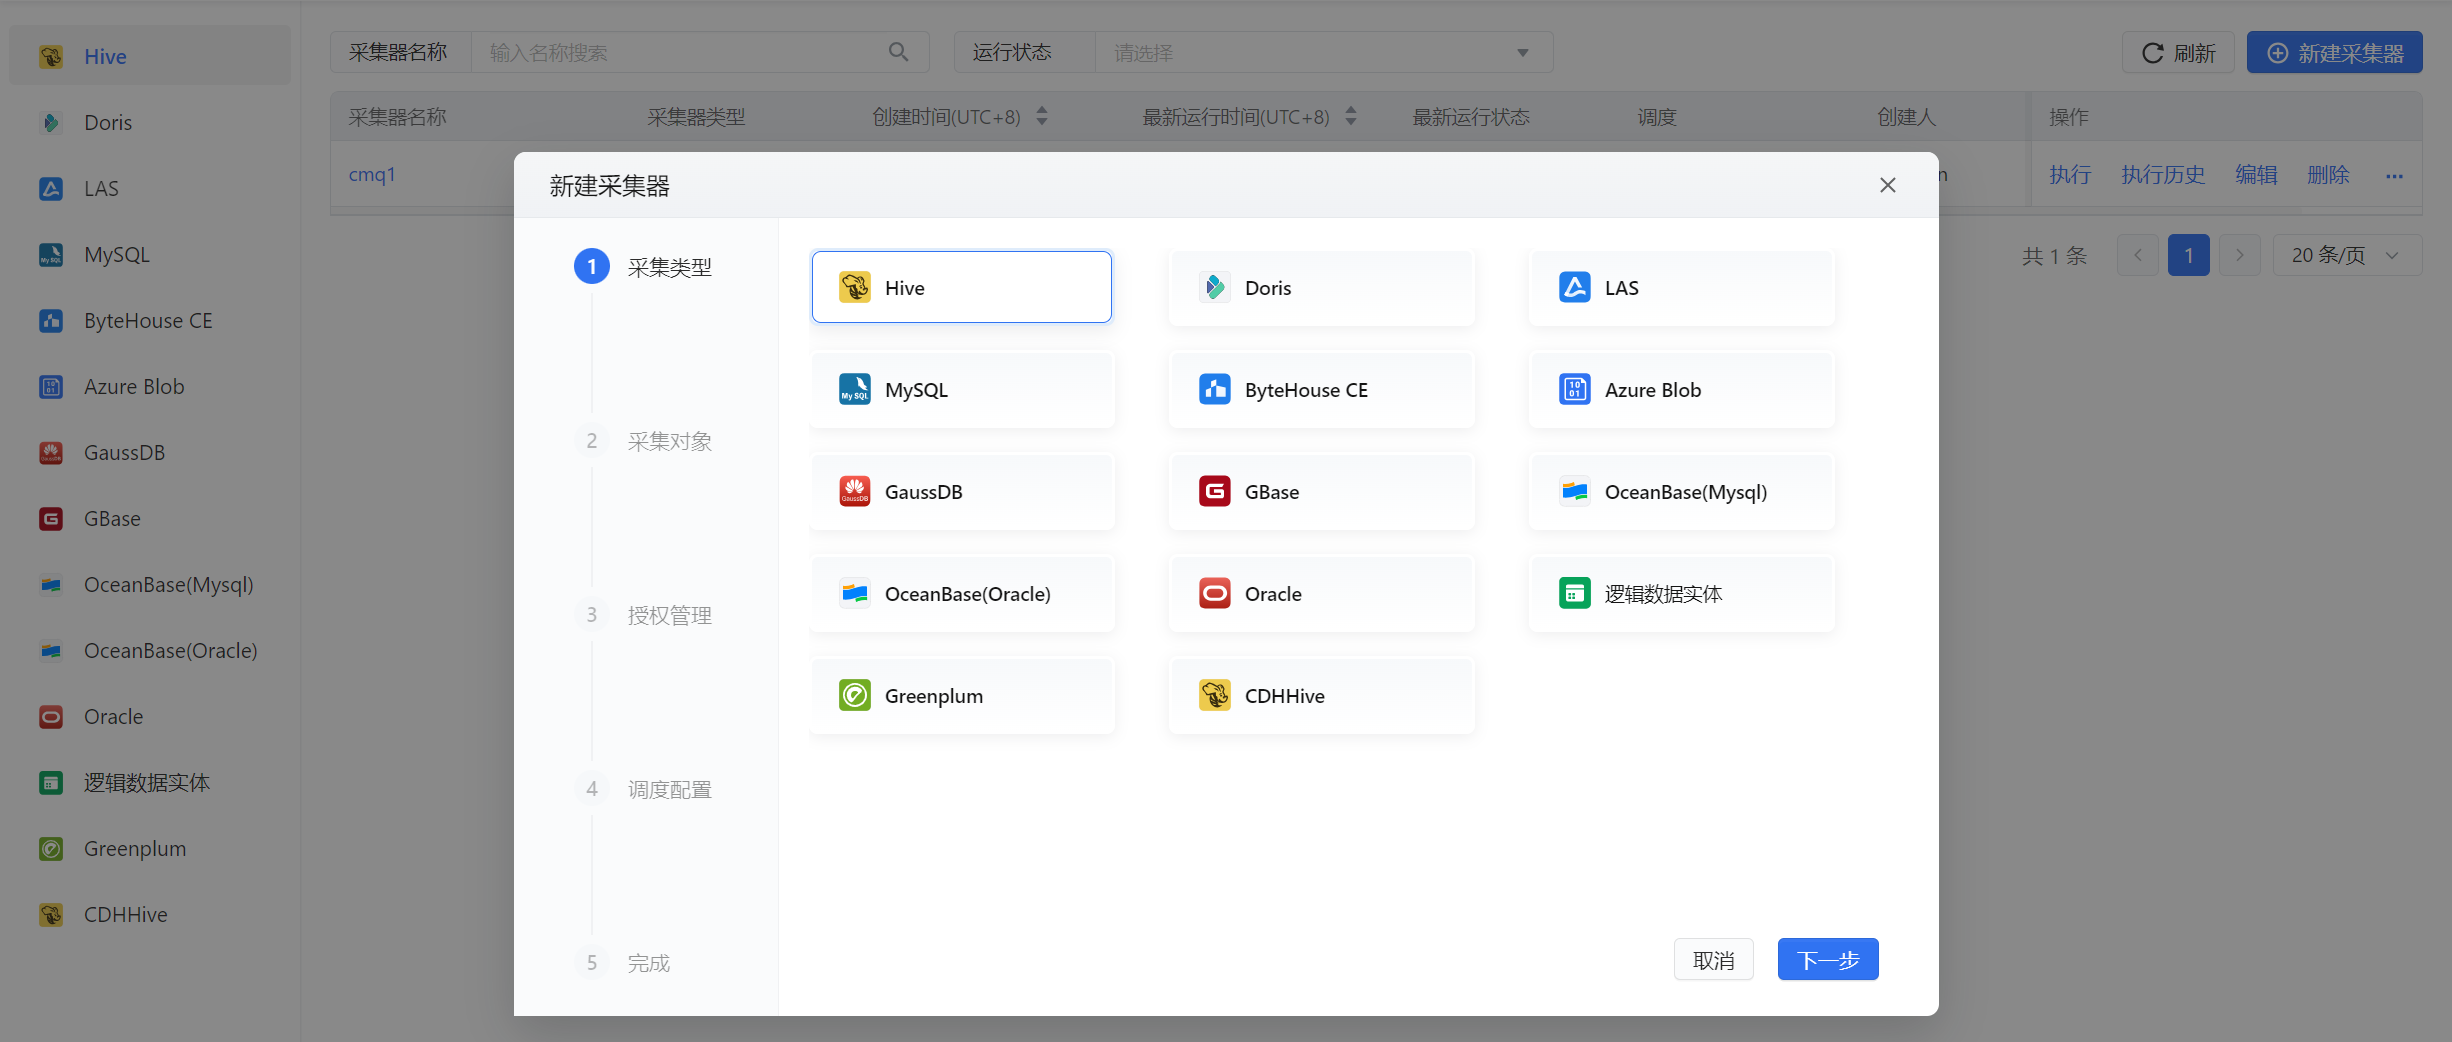 Hive
Doris
LAS
MySQL
ByteHouse CE
Azure Blob
GaussDB
GBase
OceanBase(Mysql)
OceanBase(Oracle)
Oracle
逻辑数据实体
Greenplum
CDHHive
采集器名称 输入名称搜索 运行状态 请选择 刷新 新建采集器
采集器名称 采集器类型 创建时间(UTC+8) 最新运行时间(UTC+8) 最新运行状态 调度 创建人 操作
cmq1 n 执行 执行历史 编辑 删除 ...
共 1 条 1 20 条/页
新建采集器
1 采集类型
2 采集对象
3 授权管理
4 调度配置
5 完成
Hive Doris LAS
MySQL ByteHouse CE Azure Blob
GaussDB GBase OceanBase(Mysql)
OceanBase(Oracle) Oracle 逻辑数据实体
Greenplum CDHHive
取消 下一步